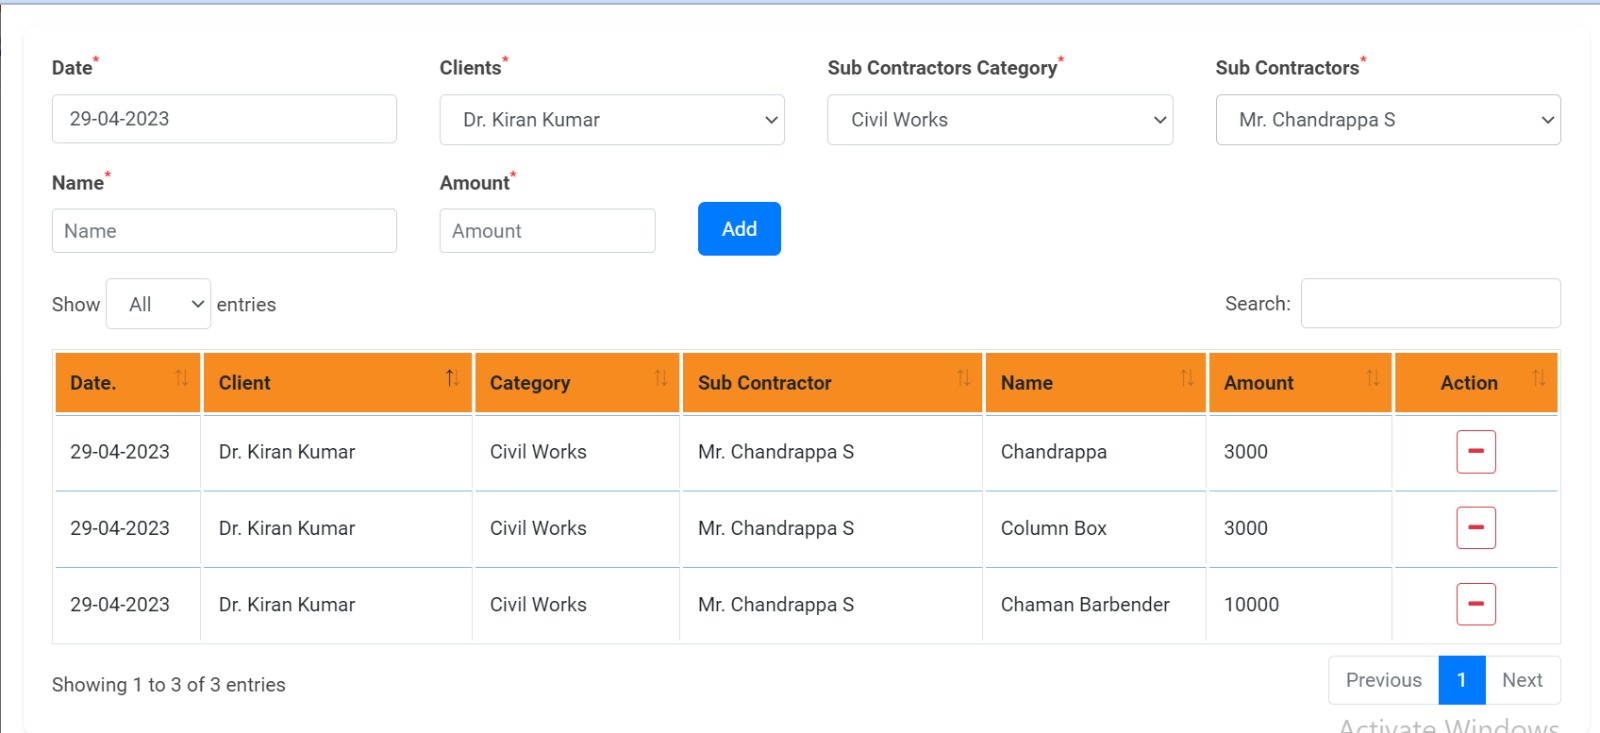 Date* Clients* Sub Contractors Category* Sub Contractors*
29-04-2023 Dr. Kiran Kumar Civil Works Mr. Chandrappa S
Name* Amount*
Name Amount Add
Show All entries Search:
Date. Client Category Sub Contractor Name Amount Action
29-04-2023 Dr. Kiran Kumar Civil Works Mr. Chandrappa S Chandrappa 3000
29-04-2023 Dr. Kiran Kumar Civil Works Mr. Chandrappa S Column Box 3000
29-04-2023 Dr. Kiran Kumar Civil Works Mr. Chandrappa S Chaman Barbender 10000
Showing 1 to 3 of 3 entries Previous 1 Next
Activate Windows